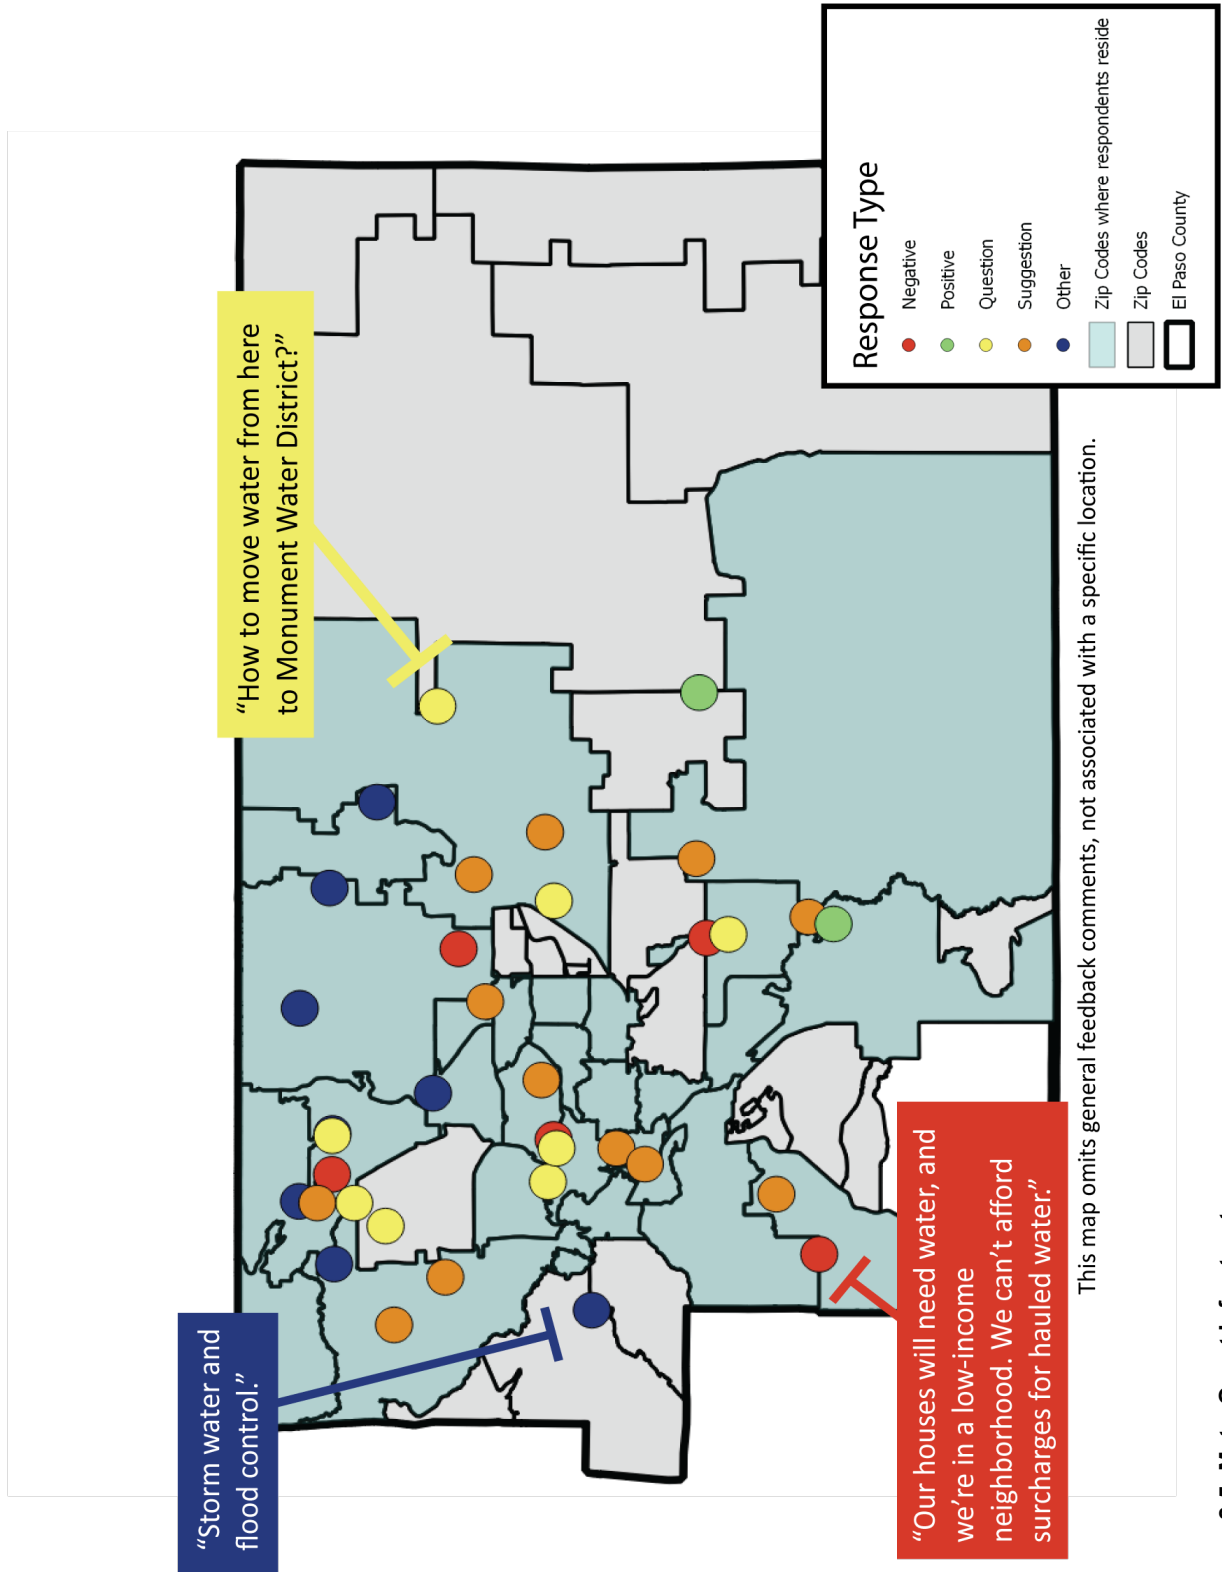 “Storm water and
flood control.”
“How to move water from here
to Monument Water District?”
“Our houses will need water, and
we’re in a low-income
neighborhood. We can’t afford
surcharges for hauled water.”
Response Type
Negative
Positive
Question
Suggestion
Other
Zip Codes where respondents reside
Zip Codes
El Paso County
This map omits general feedback comments, not associated with a specific location.